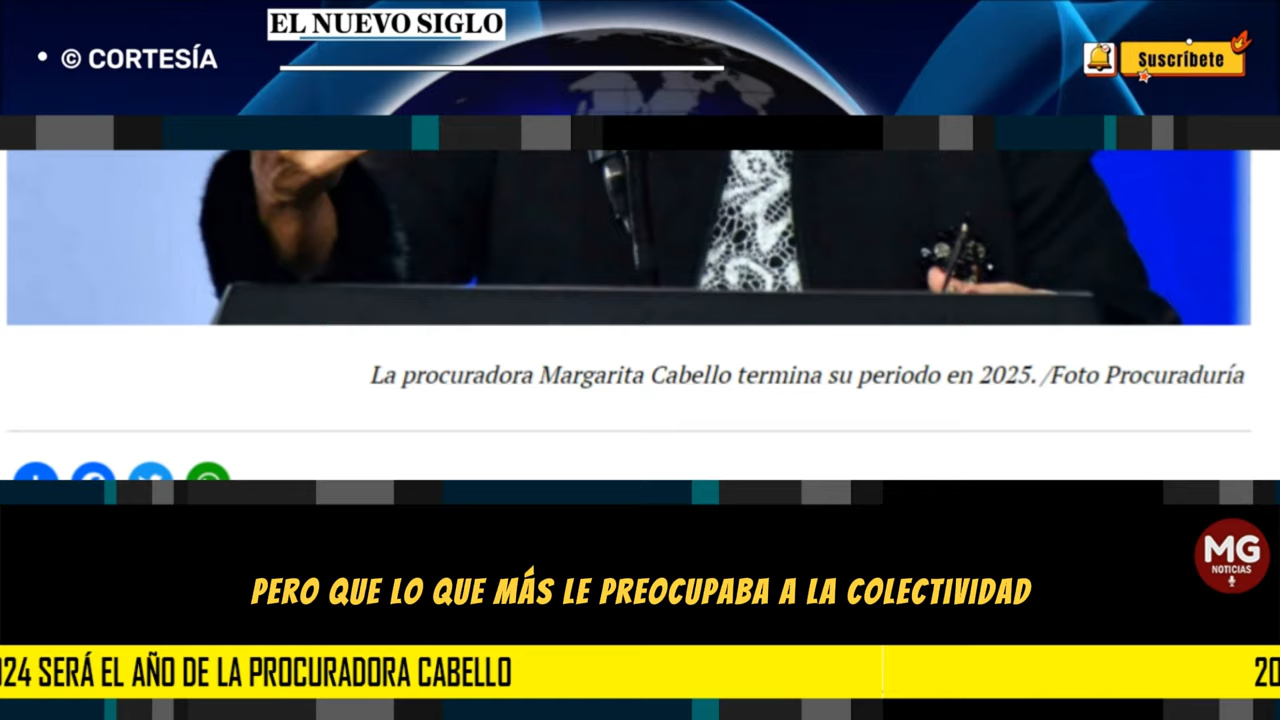 EL NUEVO SIGLO
• © CORTESÍA
Suscríbete
La procuradora Margarita Cabello termina su periodo en 2025. /Foto Procuraduría
MG
NOTICIAS
PERO QUE LO QUE MÁS LE PREOCUPABA A LA COLECTIVIDAD
024 SERÁ EL AÑO DE LA PROCURADORA CABELLO
20